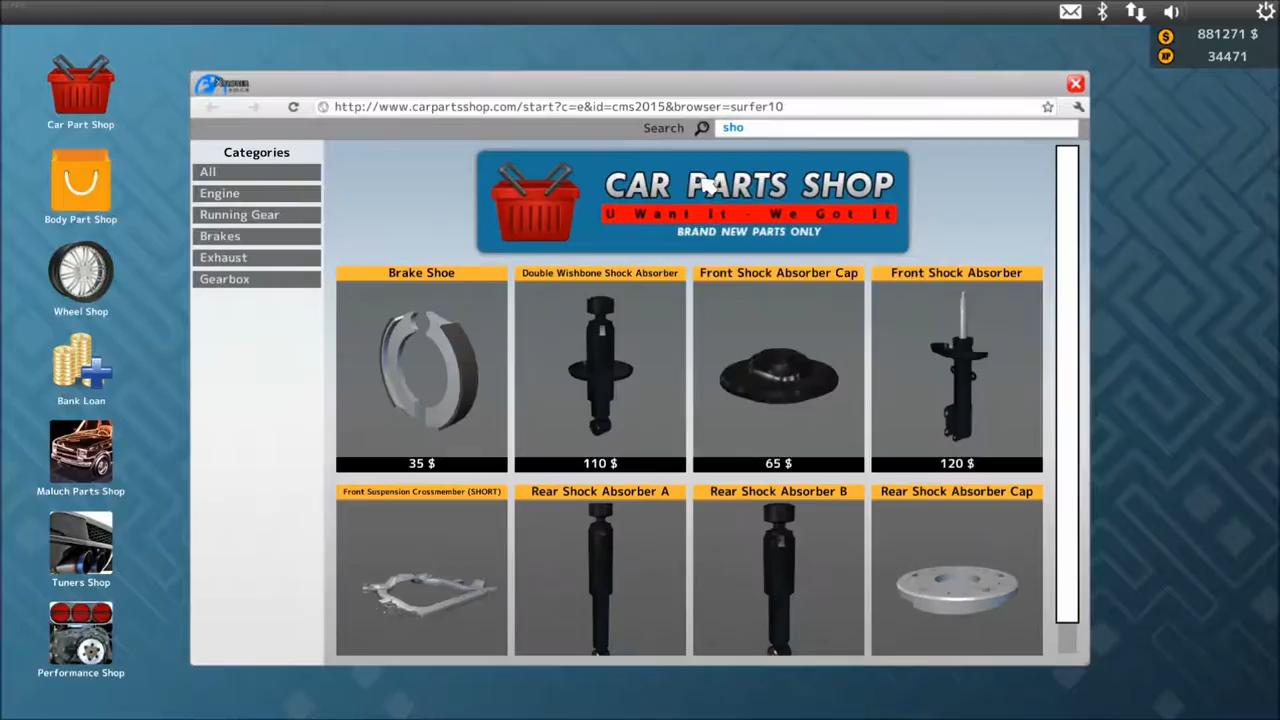 881271 $
34471
http://www.carpartsshop.com/start?c=e&id=cms2015&browser=surfer10
Search sho
Car Part Shop
Body Part Shop
Wheel Shop
Bank Loan
Maluch Parts Shop
Tuners Shop
Performance Shop
Categories
All
Engine
Running Gear
Brakes
Exhaust
Gearbox
CAR PARTS SHOP
U Want It - We Got It
BRAND NEW PARTS ONLY
Brake Shoe
Double Wishbone Shock Absorber
Front Shock Absorber Cap
Front Shock Absorber
35 $
110 $
65 $
120 $
Front Suspension Crossmember (SHORT)
Rear Shock Absorber A
Rear Shock Absorber B
Rear Shock Absorber Cap